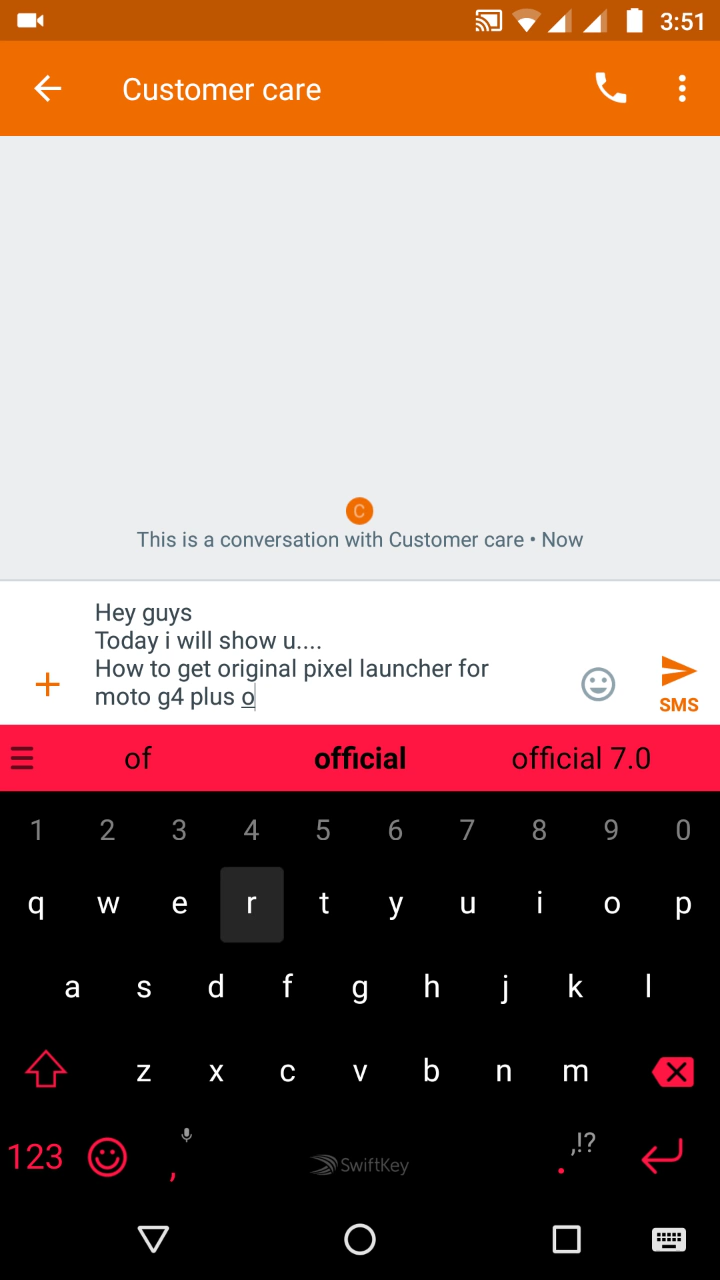 3:51
Customer care
C
This is a conversation with Customer care • Now
Hey guys
Today i will show u....
How to get original pixel launcher for
moto g4 plus o
SMS
of official official 7.0
1 2 3 4 5 6 7 8 9 0
q w e r t y u i o p
a s d f g h j k l
z x c v b n m
123 , SwiftKey . ,!?